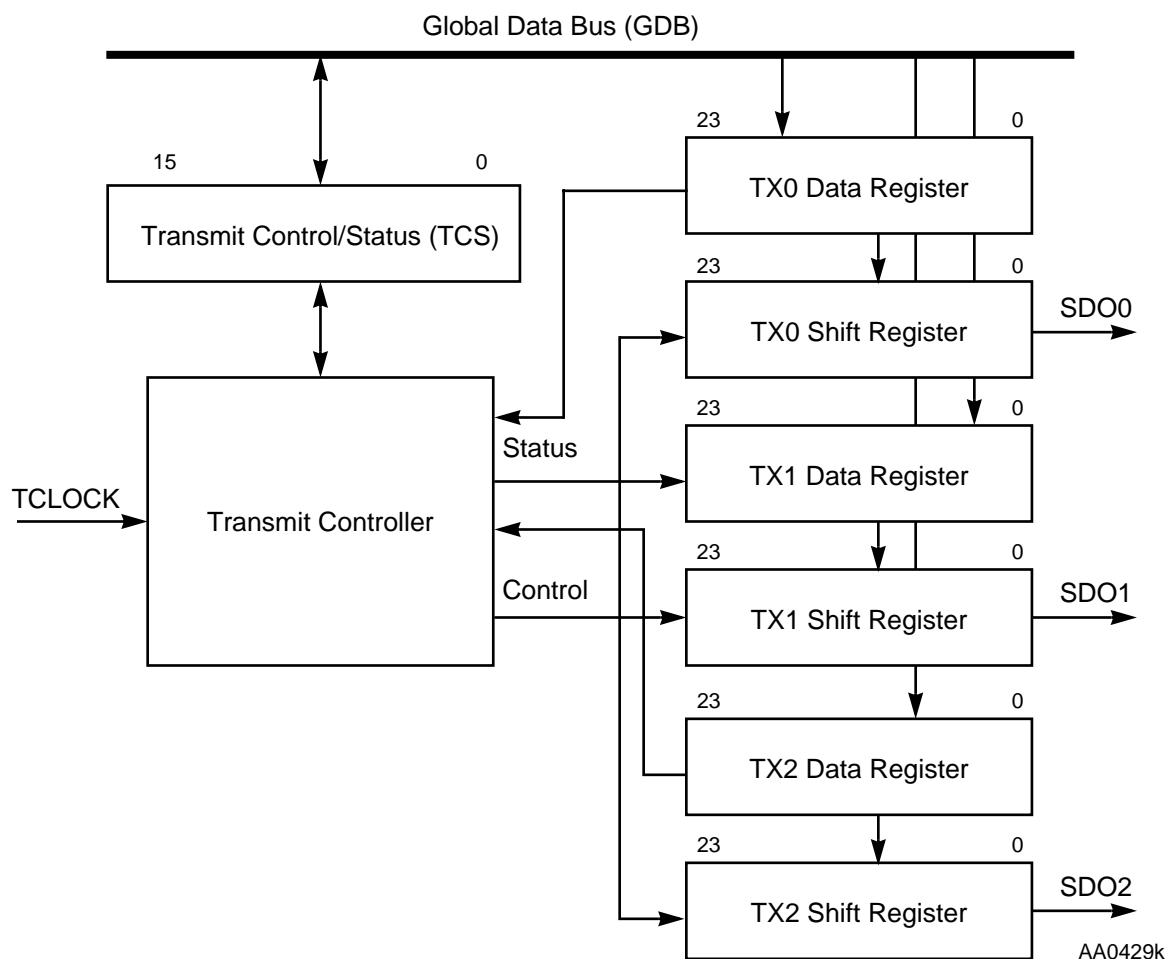 Global Data Bus (GDB)
23 0
TX0 Data Register
15 0
Transmit Control/Status (TCS)
23 0
TX0 Shift Register
SDO0
23 0
Status
TX1 Data Register
TCLOCK
Transmit Controller
23 0
Control
TX1 Shift Register
SDO1
23 0
TX2 Data Register
23 0
TX2 Shift Register
SDO2
AA0429k